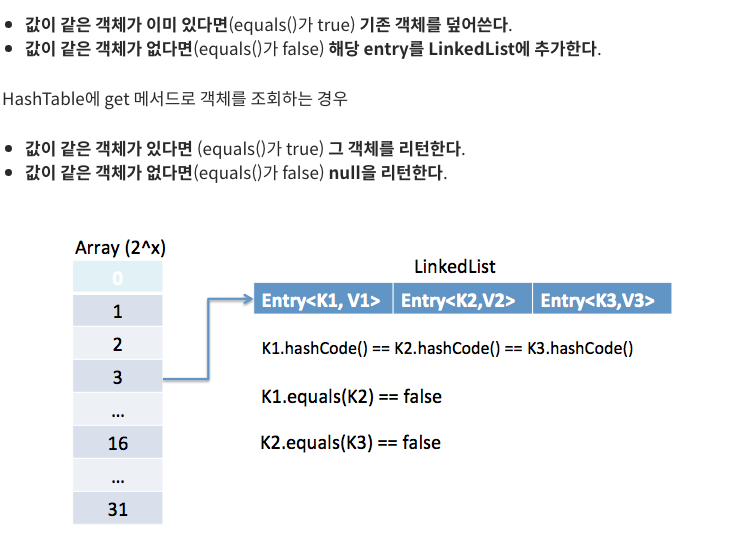 값이 같은 객체가 이미 있다면(equals()가 true) 기존 객체를 덮어쓴다.
값이 같은 객체가 없다면(equals()가 false) 해당 entry를 LinkedList에 추가한다.
HashTable에 get 메서드로 객체를 조회하는 경우
값이 같은 객체가 있다면 (equals()가 true) 그 객체를 리턴한다.
값이 같은 객체가 없다면(equals()가 false) null을 리턴한다.
Array (2^x)
0
1
2
3
...
16
...
31
LinkedList
Entry<K1, V1> Entry<K2,V2> Entry<K3,V3>
K1.hashCode() == K2.hashCode() == K3.hashCode()
K1.equals(K2) == false
K2.equals(K3) == false